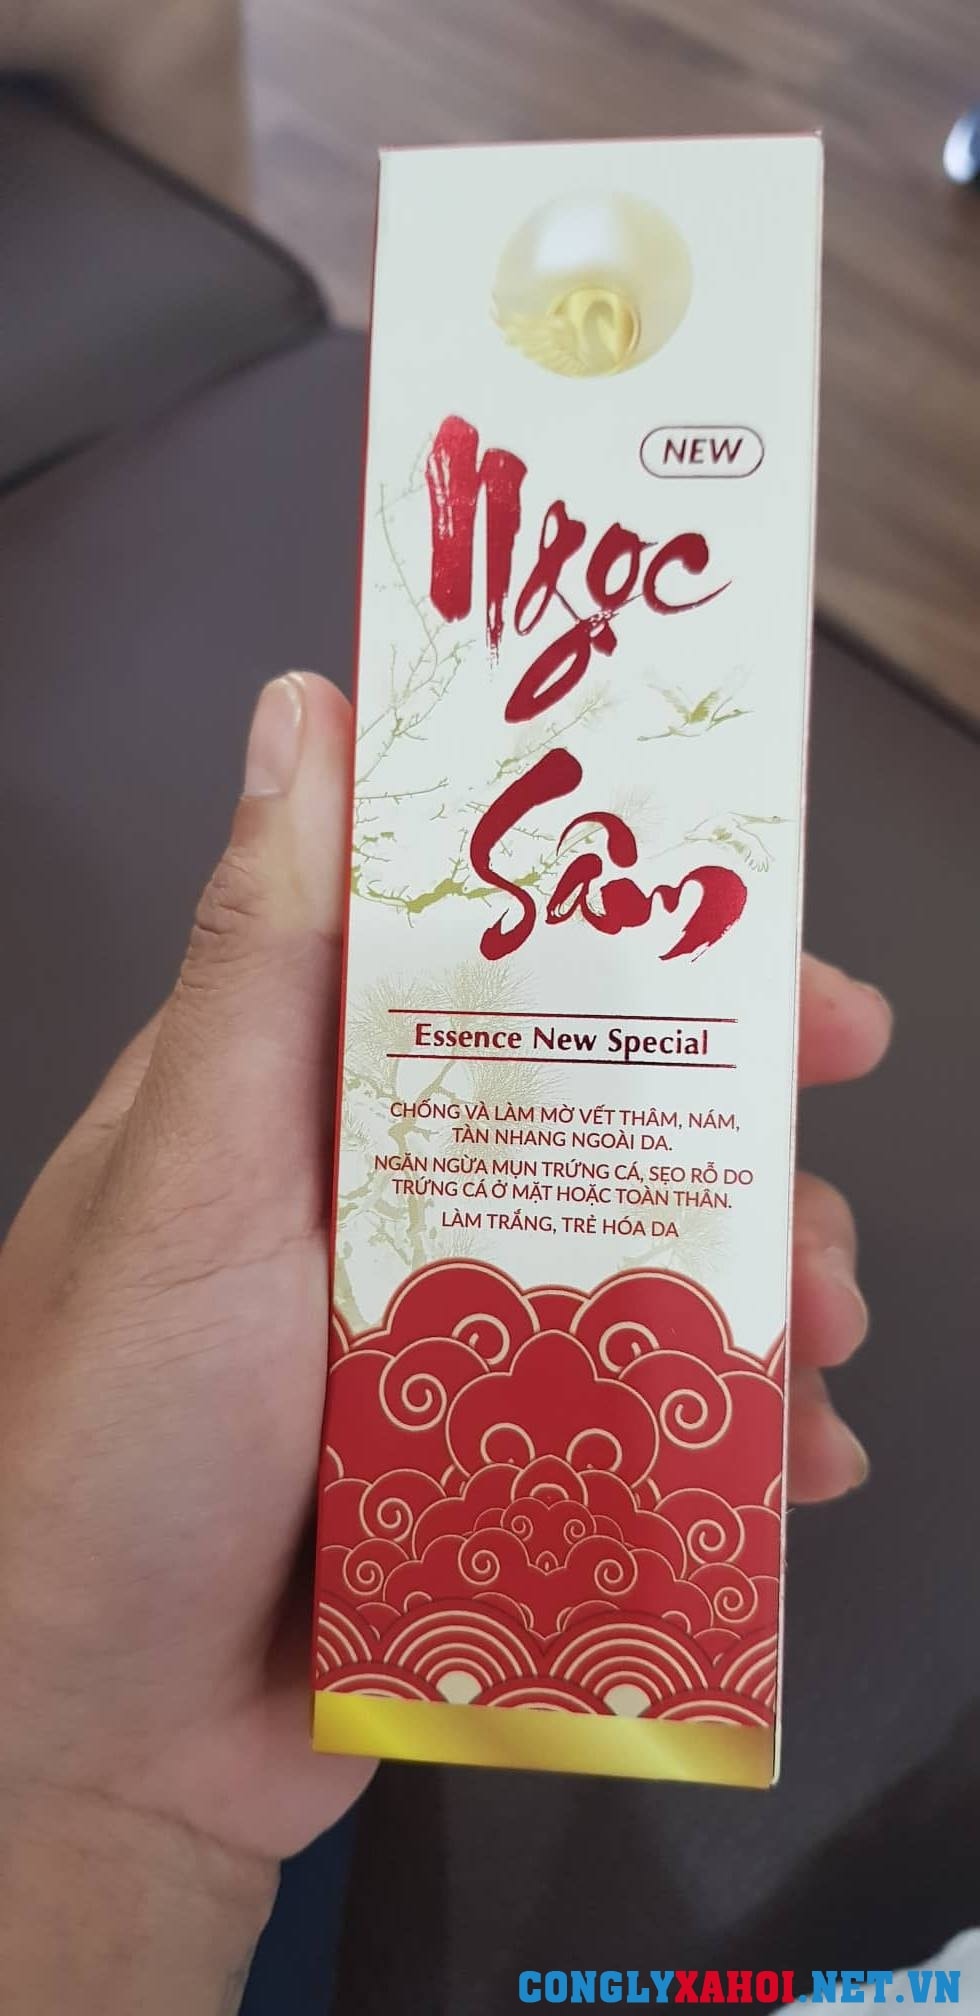 NEW
Ngọc
Sâm
Essence New Special
CHỐNG VÀ LÀM MỜ VẾT THÂM, NÁM,
TÀN NHANG NGOÀI DA.
NGĂN NGỪA MỤN TRỨNG CÁ, SẸO RỖ DO
TRỨNG CÁ Ở MẶT HOẶC TOÀN THÂN.
LÀM TRẮNG, TRẺ HÓA DA
CONGLYXAHOI.NET.VN